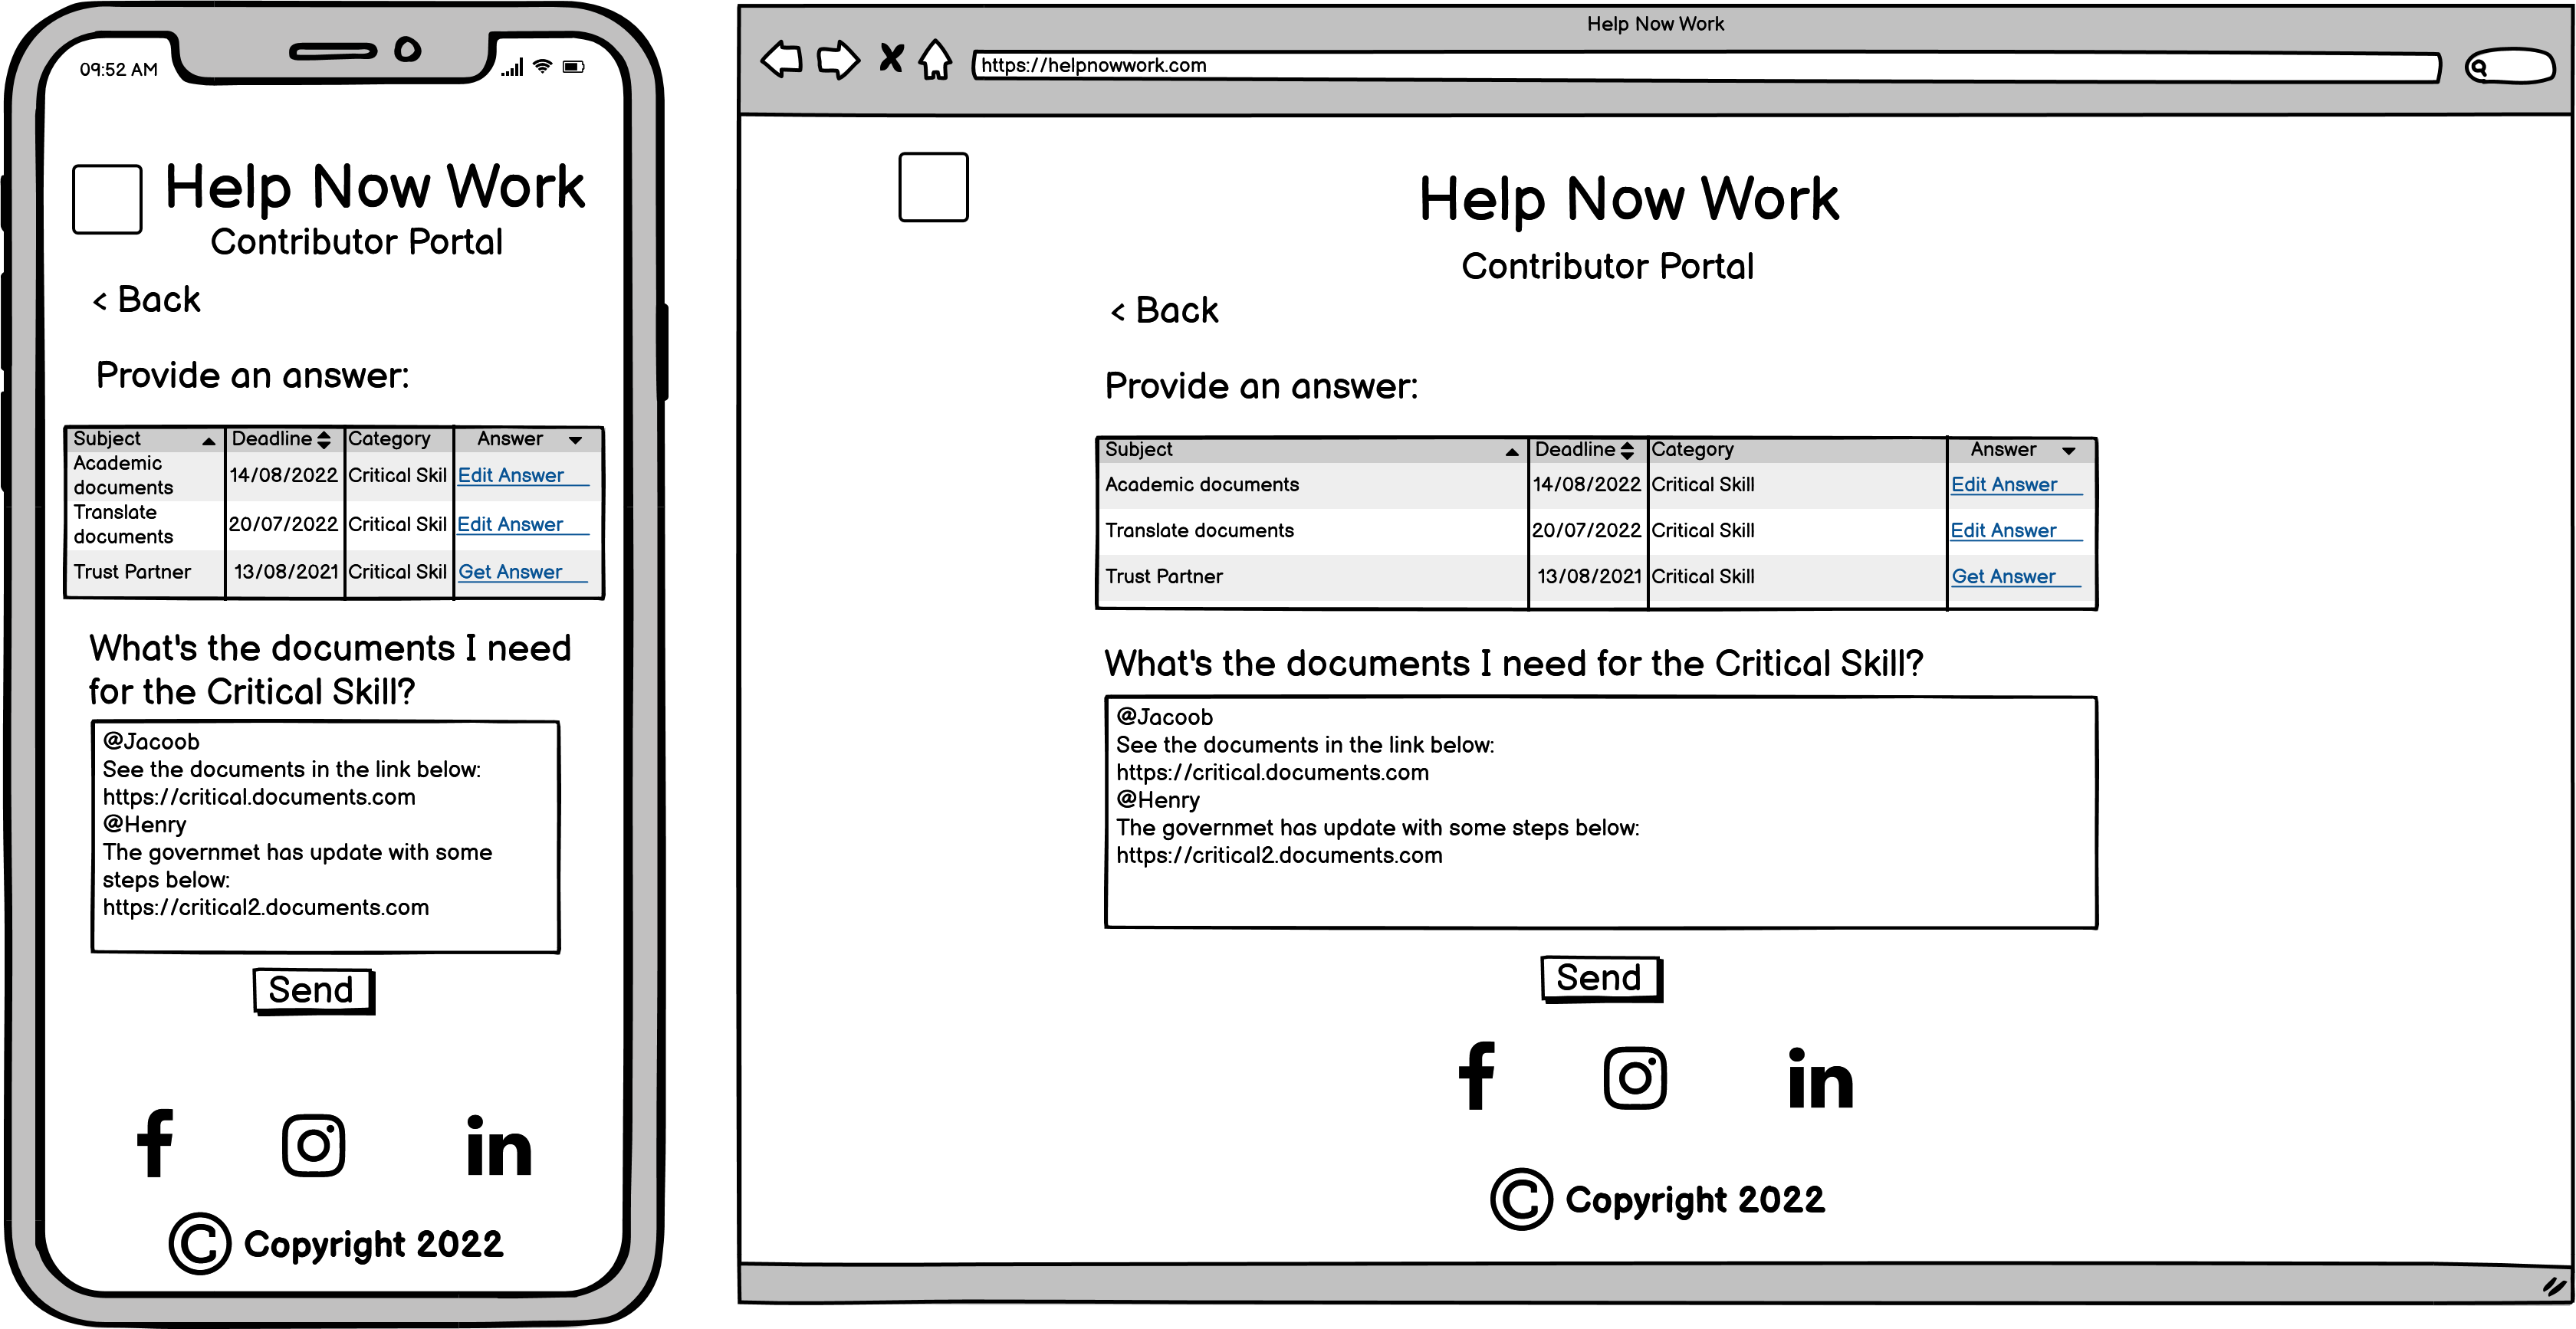 09:52 AM
Help Now Work
Contributor Portal
< Back
Provide an answer:
Subject Deadline Category Answer
Academic
documents
14/08/2022 Critical Skil Edit Answer
Translate
documents
20/07/2022 Critical Skil Edit Answer
Trust Partner 13/08/2021 Critical Skil Get Answer
What's the documents I need
for the Critical Skill?
@Jacoob
See the documents in the link below:
https://critical.documents.com
@Henry
The governmet has update with some
steps below:
https://critical2.documents.com
Send
f in
© Copyright 2022
Help Now Work
https://helpnowwork.com
Help Now Work
Contributor Portal
< Back
Provide an answer:
Subject Deadline Category Answer
Academic documents 14/08/2022 Critical Skill Edit Answer
Translate documents 20/07/2022 Critical Skill Edit Answer
Trust Partner 13/08/2021 Critical Skill Get Answer
What's the documents I need for the Critical Skill?
@Jacoob
See the documents in the link below:
https://critical.documents.com
@Henry
The governmet has update with some steps below:
https://critical2.documents.com
Send
f in
© Copyright 2022